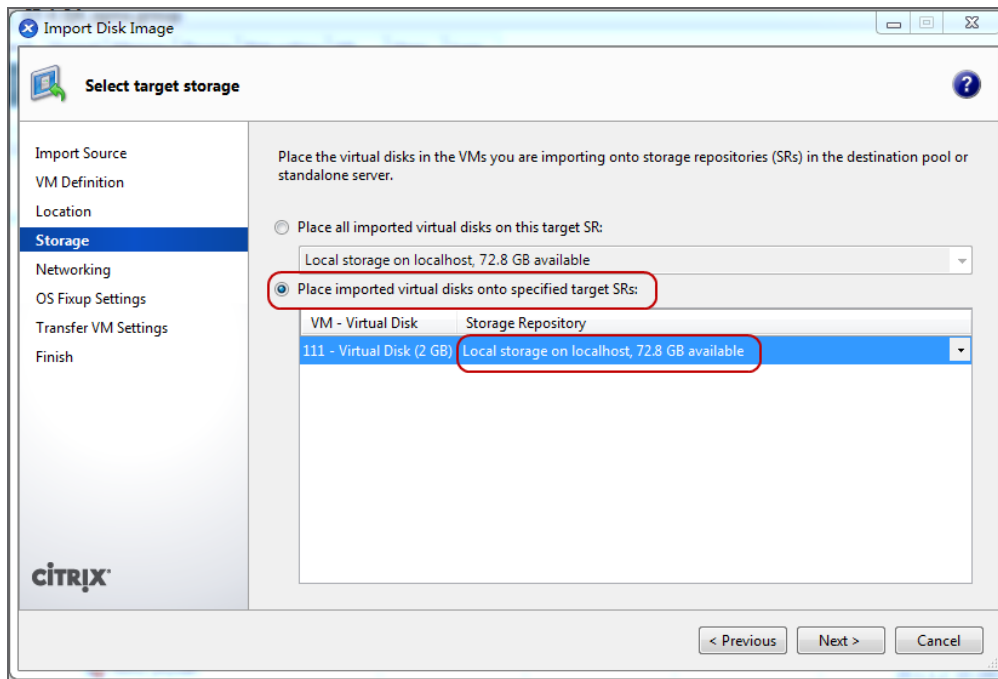 Import Disk Image
Select target storage
?
Import Source
VM Definition
Location
Storage
Networking
OS Fixup Settings
Transfer VM Settings
Finish
CITRIX
Place the virtual disks in the VMs you are importing onto storage repositories (SRs) in the destination pool or
standalone server.
Place all imported virtual disks on this target SR:
Local storage on localhost, 72.8 GB available
Place imported virtual disks onto specified target SRs:
VM - Virtual Disk Storage Repository
111 - Virtual Disk (2 GB) Local storage on localhost, 72.8 GB available
< Previous Next > Cancel